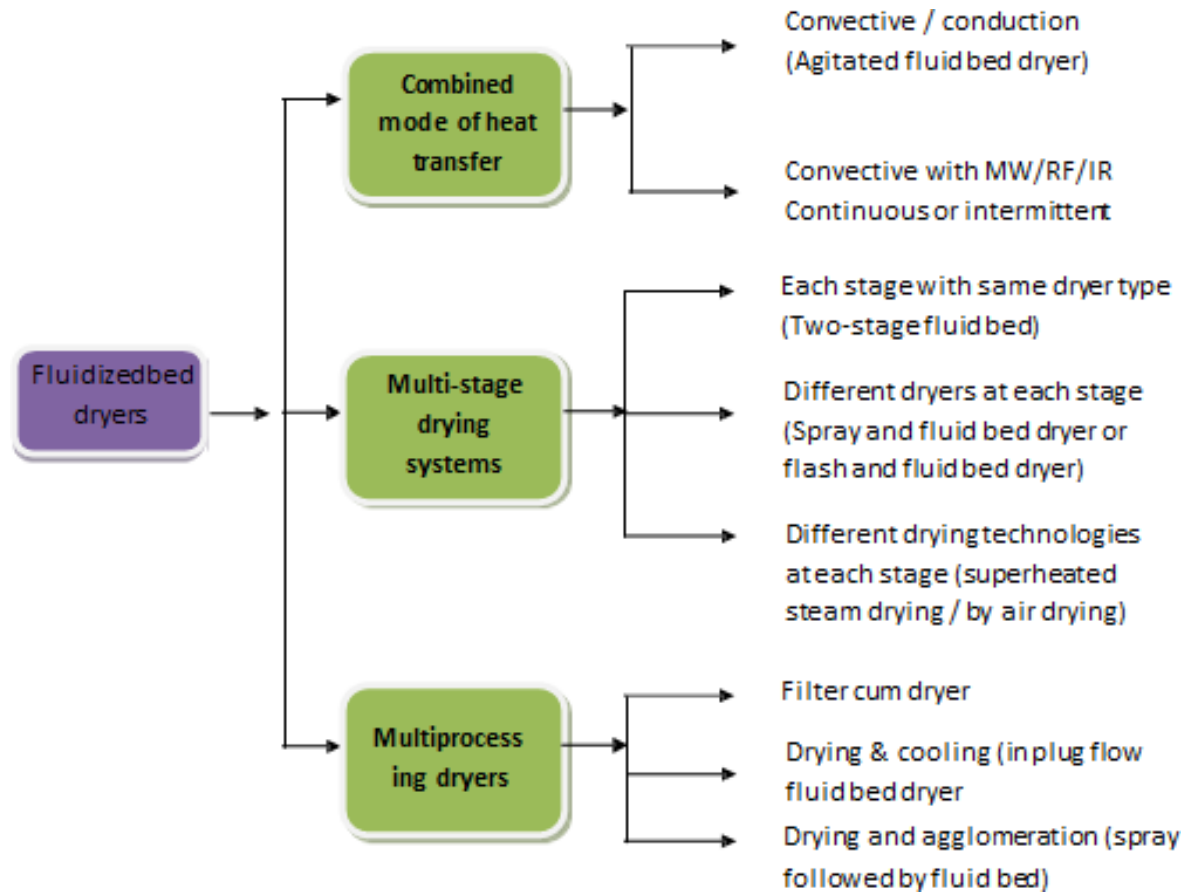 Fluidizedbed
dryers
Combined
mode of heat
transfer
Convective / conduction
(Agitated fluid bed dryer)
Convective with MW/RF/IR
Continuous or intermittent
Multi-stage
drying
systems
Each stage with same dryer type
(Two-stage fluid bed)
Different dryers at each stage
(Spray and fluid bed dryer or
flash and fluid bed dryer)
Different drying technologies
at each stage (superheated
steam drying / by air drying)
Multiprocess
ing dryers
Filter cum dryer
Drying & cooling (in plug flow
fluid bed dryer
Drying and agglomeration (spray
followed by fluid bed)